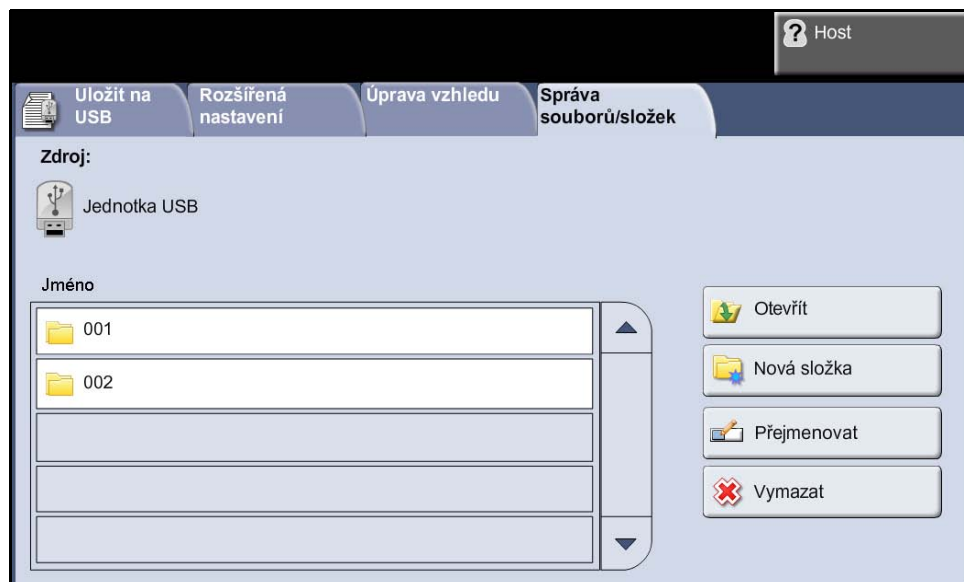 ? Host
Uložit na
USB
Rozšířená
nastavení
Úprava vzhledu
Správa
souborů/složek
Zdroj:
Jednotka USB
Jméno
001
002
Otevřít
Nová složka
Přejmenovat
Vymazat